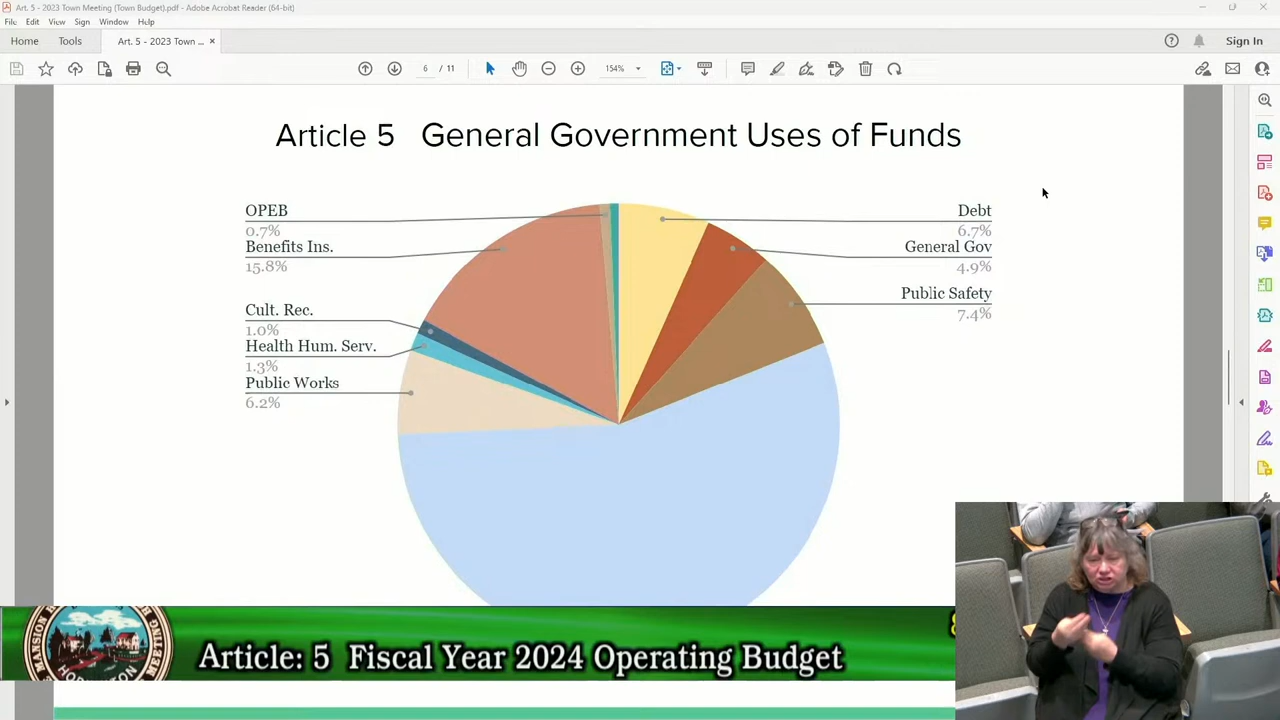 Art. 5 - 2023 Town Meeting (Town Budget).pdf - Adobe Acrobat Reader (64-bit)
File Edit View Sign Window Help
Home Tools Art. 5 - 2023 Town ... × Sign In
6 / 11 154%
Article 5 General Government Uses of Funds
OPEB
0.7%
Benefits Ins.
15.8%
Cult. Rec.
1.0%
Health Hum. Serv.
1.3%
Public Works
6.2%
Debt
6.7%
General Gov
4.9%
Public Safety
7.4%
Article: 5 Fiscal Year 2024 Operating Budget